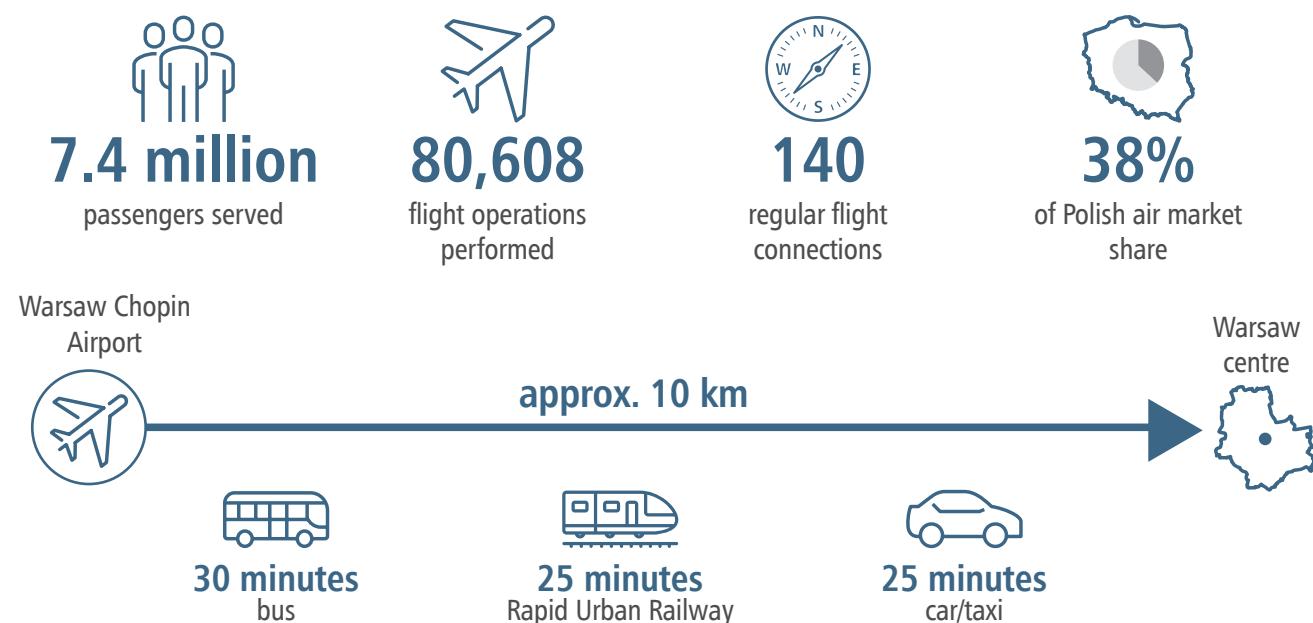 N
W E
S
7.4 million
passengers served
80,608
flight operations
performed
140
regular flight
connections
38%
of Polish air market
share
Warsaw Chopin
Airport
approx. 10 km
Warsaw
centre
30 minutes
bus
25 minutes
Rapid Urban Railway
25 minutes
car/taxi